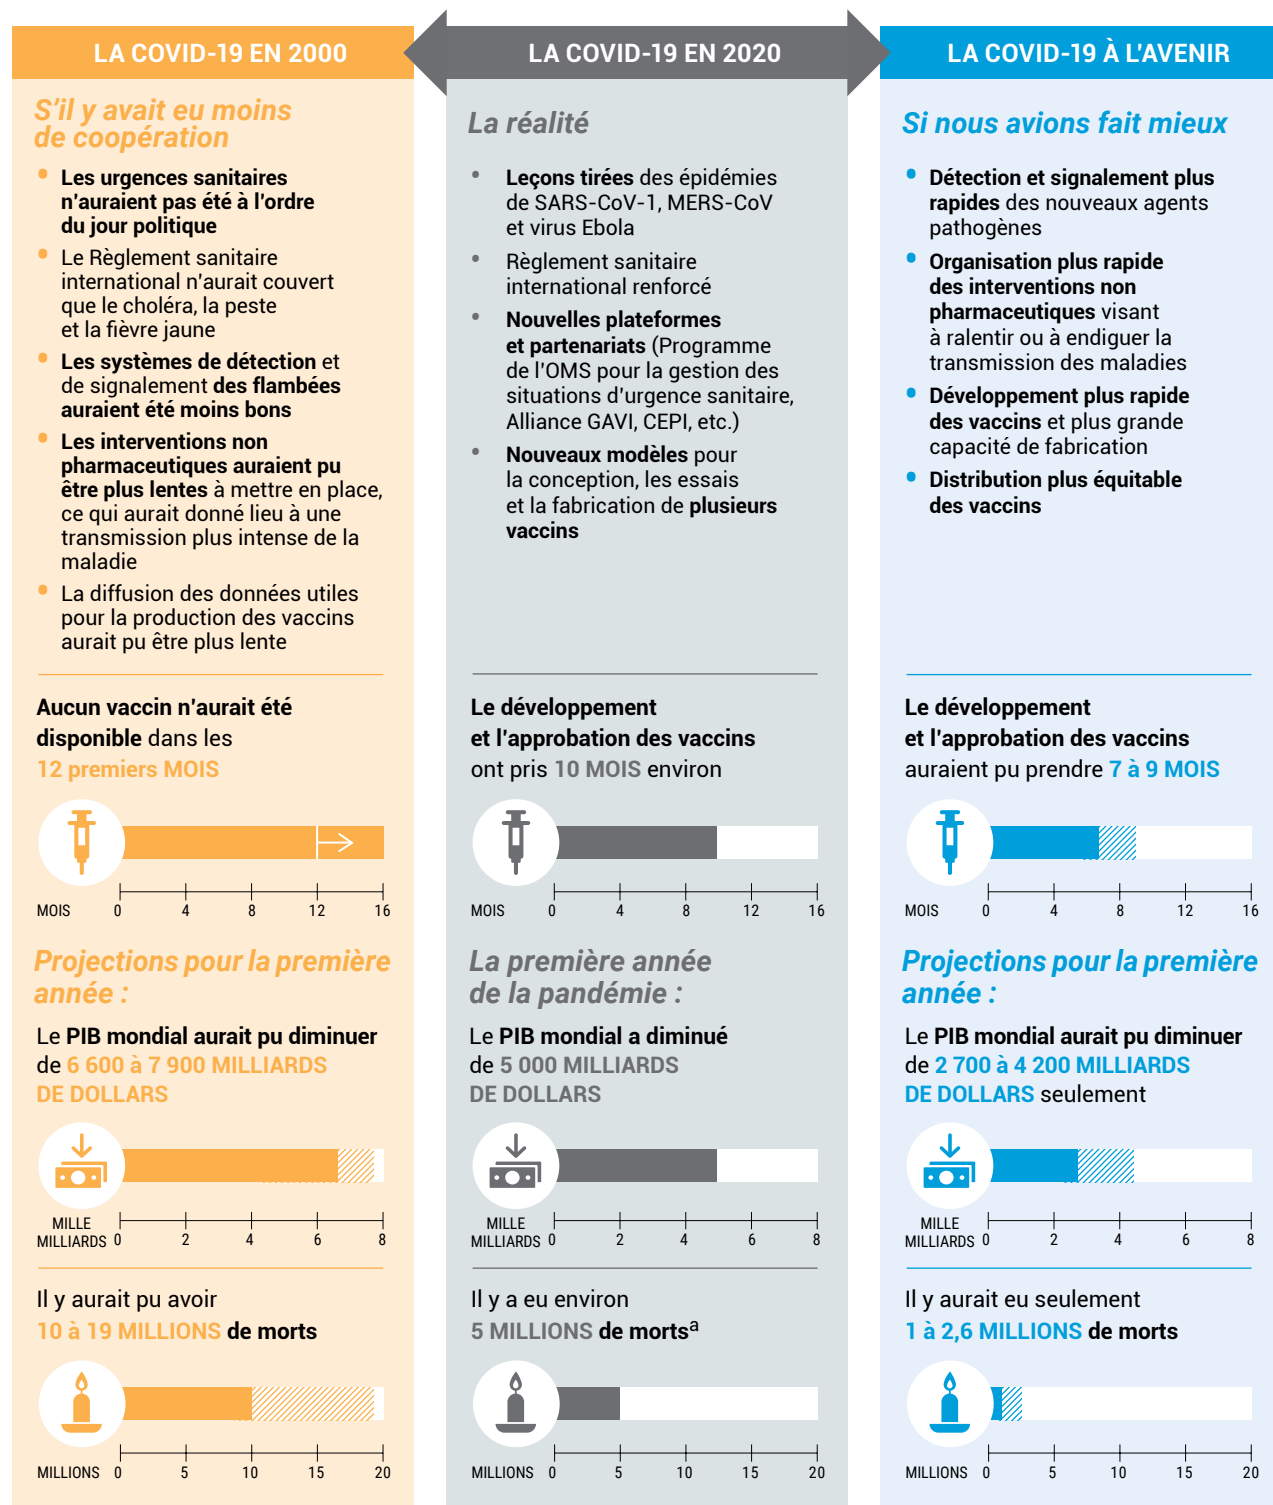 LA COVID-19 EN 2000
S'il y avait eu moins
de coopération
• Les urgences sanitaires
n'auraient pas été à l'ordre
du jour politique
• Le Règlement sanitaire
international n'aurait couvert
que le choléra, la peste
et la fièvre jaune
• Les systèmes de détection et
de signalement des flambées
auraient été moins bons
• Les interventions non
pharmaceutiques auraient pu
être plus lentes à mettre en place,
ce qui aurait donné lieu à une
transmission plus intense de la
maladie
• La diffusion des données utiles
pour la production des vaccins
aurait pu être plus lente
Aucun vaccin n'aurait été
disponible dans les
12 premiers MOIS
MOIS 0 4 8 12 16
Projections pour la première
année :
Le PIB mondial aurait pu diminuer
de 6 600 à 7 900 MILLIARDS
DE DOLLARS
MILLE
MILLIARDS 0 2 4 6 8
Il y aurait pu avoir
10 à 19 MILLIONS de morts
MILLIONS 0 5 10 15 20
LA COVID-19 EN 2020
La réalité
• Leçons tirées des épidémies
de SARS-CoV-1, MERS-CoV
et virus Ebola
• Règlement sanitaire
international renforcé
• Nouvelles plateformes
et partenariats (Programme
de l'OMS pour la gestion des
situations d'urgence sanitaire,
Alliance GAVI, CEPI, etc.)
• Nouveaux modèles pour
la conception, les essais
et la fabrication de plusieurs
vaccins
Le développement
et l'approbation des vaccins
ont pris 10 MOIS environ
MOIS 0 4 8 12 16
La première année
de la pandémie :
Le PIB mondial a diminué
de 5 000 MILLIARDS
DE DOLLARS
MILLE
MILLIARDS 0 2 4 6 8
Il y a eu environ
5 MILLIONS de mortsᵃ
MILLIONS 0 5 10 15 20
LA COVID-19 À L'AVENIR
Si nous avions fait mieux
• Détection et signalement plus
rapides des nouveaux agents
pathogènes
• Organisation plus rapide
des interventions non
pharmaceutiques visant
à ralentir ou à endiguer la
transmission des maladies
• Développement plus rapide
des vaccins et plus grande
capacité de fabrication
• Distribution plus équitable
des vaccins
Le développement
et l'approbation des vaccins
auraient pu prendre 7 à 9 MOIS
MOIS 0 4 8 12 16
Projections pour la première
année :
Le PIB mondial aurait pu diminuer
de 2 700 à 4 200 MILLIARDS
DE DOLLARS seulement
MILLE
MILLIARDS 0 2 4 6 8
Il y aurait eu seulement
1 à 2,6 MILLIONS de morts
MILLIONS 0 5 10 15 20